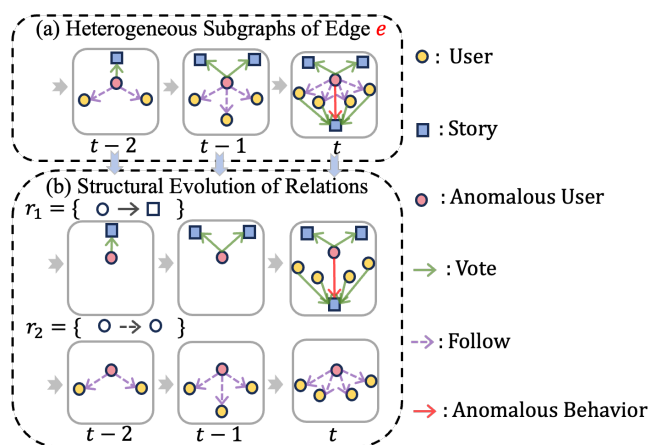 (a) Heterogeneous Subgraphs of Edge e
t − 2
t − 1
t
(b) Structural Evolution of Relations
r₁ = { → }
r₂ = { ⇢ }
t − 2
t − 1
t
: User
: Story
: Anomalous User
: Vote
: Follow
: Anomalous Behavior